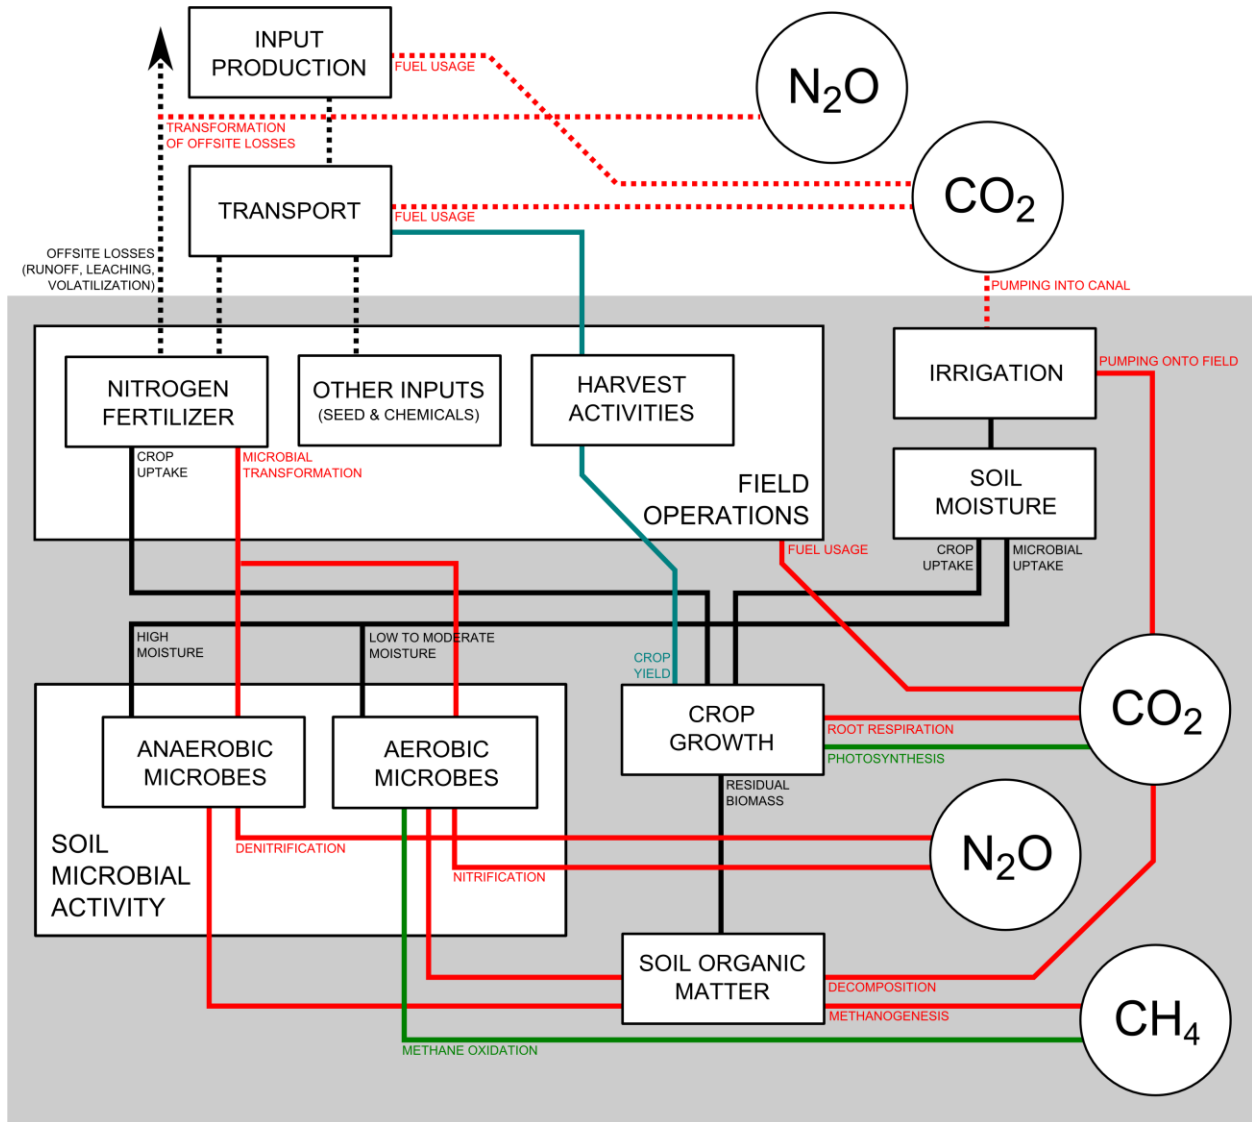 INPUT
PRODUCTION
FUEL USAGE
N2O
TRANSFORMATION
OF OFFSITE LOSSES
TRANSPORT
FUEL USAGE
CO2
OFFSITE LOSSES
(RUNOFF, LEACHING,
VOLATILIZATION)
PUMPING INTO CANAL
NITROGEN
FERTILIZER
OTHER INPUTS
(SEED & CHEMICALS)
HARVEST
ACTIVITIES
IRRIGATION
PUMPING ONTO FIELD
CROP
UPTAKE
MICROBIAL
TRANSFORMATION
FIELD
OPERATIONS
SOIL
MOISTURE
FUEL USAGE
CROP
UPTAKE
MICROBIAL
UPTAKE
HIGH
MOISTURE
LOW TO MODERATE
MOISTURE
CROP
YIELD
ANAEROBIC
MICROBES
AEROBIC
MICROBES
CROP
GROWTH
ROOT RESPIRATION
PHOTOSYNTHESIS
CO2
RESIDUAL
BIOMASS
SOIL
MICROBIAL
ACTIVITY
DENITRIFICATION
NITRIFICATION
N2O
SOIL ORGANIC
MATTER
DECOMPOSITION
METHANOGENESIS
METHANE OXIDATION
CH4